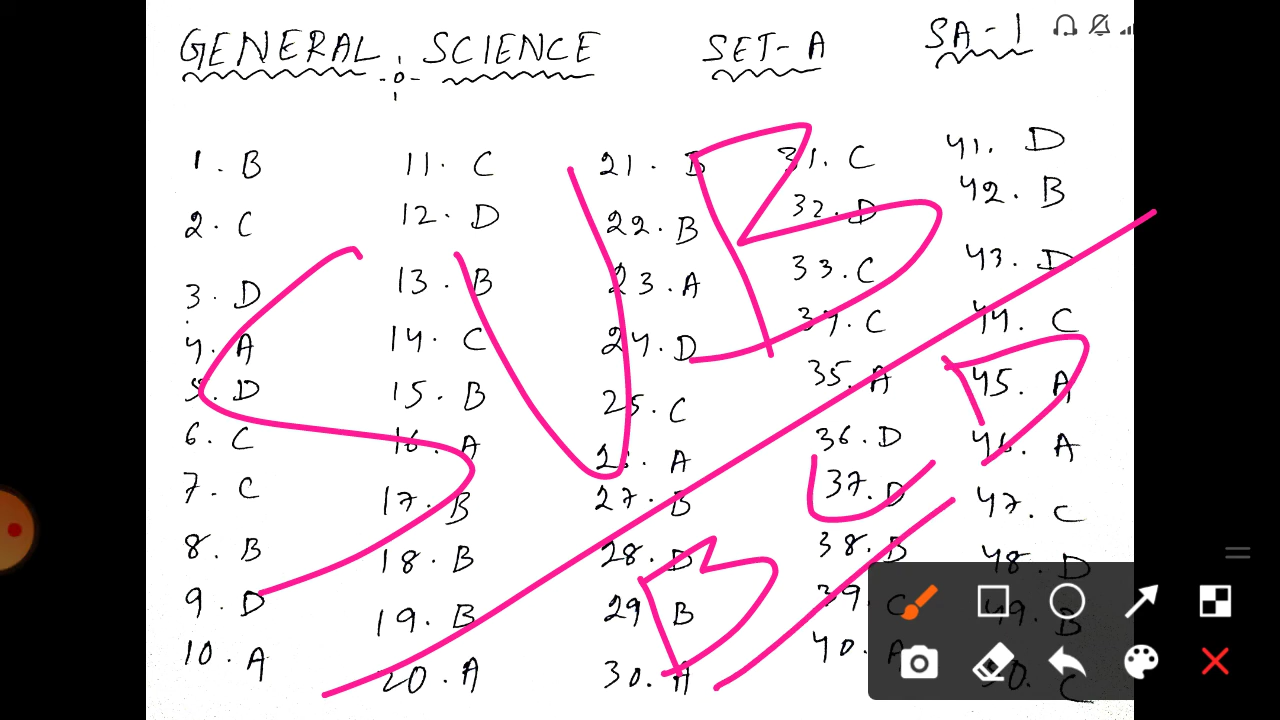 GENERAL SCIENCE SET-A SA-1
1. B
2. C
3. D
4. A
5. D
6. C
7. C
8. B
9. D
10. A
11. C
12. D
13. B
14. C
15. B
16. A
17. B
18. B
19. B
20. A
21. B
22. B
23. A
24. D
25. C
26. A
27. B
28. D
29 B
30. A
31. C
32. D
33. C
34. C
35. A
36. D
37. D
38. B
39. C
40. A
41. D
42. B
43. D
44. C
45. A
46. A
47. C
48. D
49. B
50. C
SUB